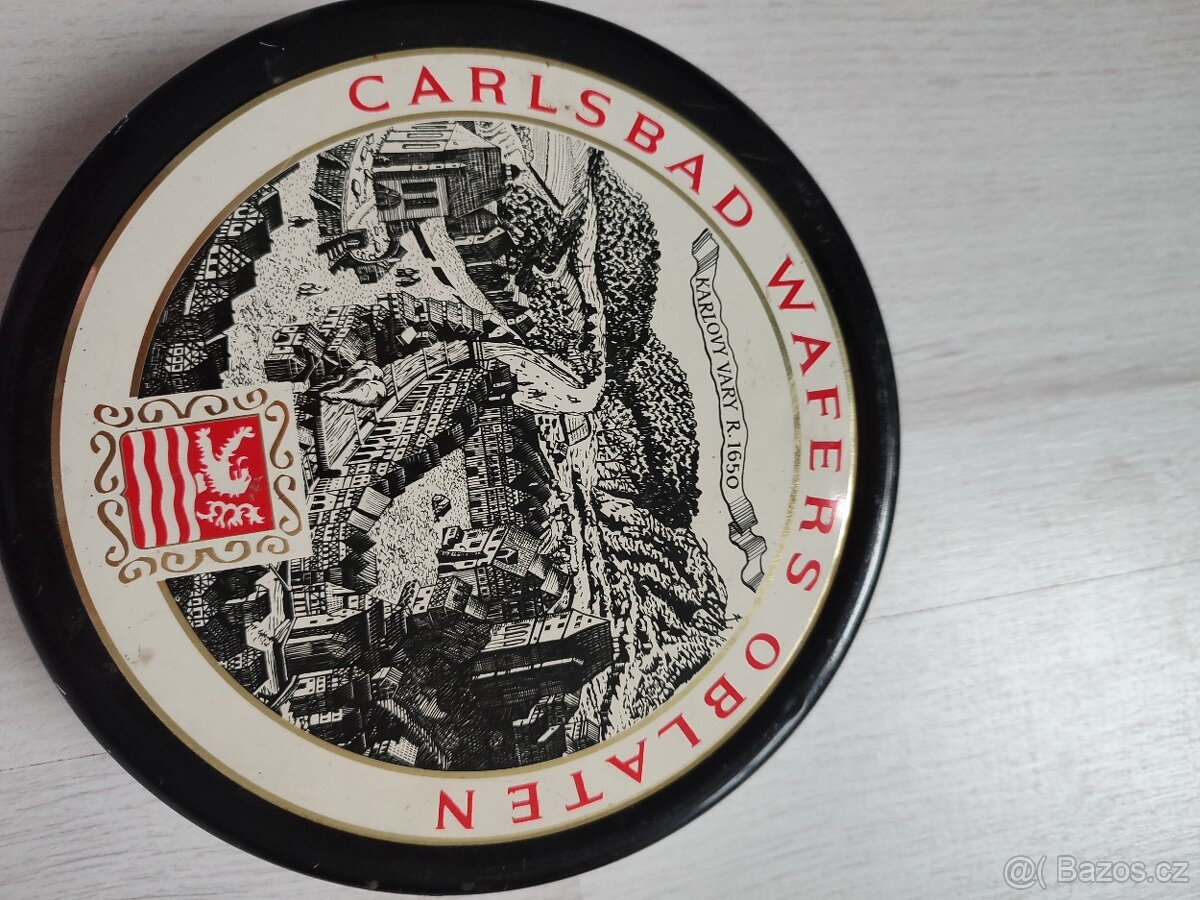 CARLSBAD WAFERS OBLATEN
KARLOVY VARY R.1650
@( Bazos.cz